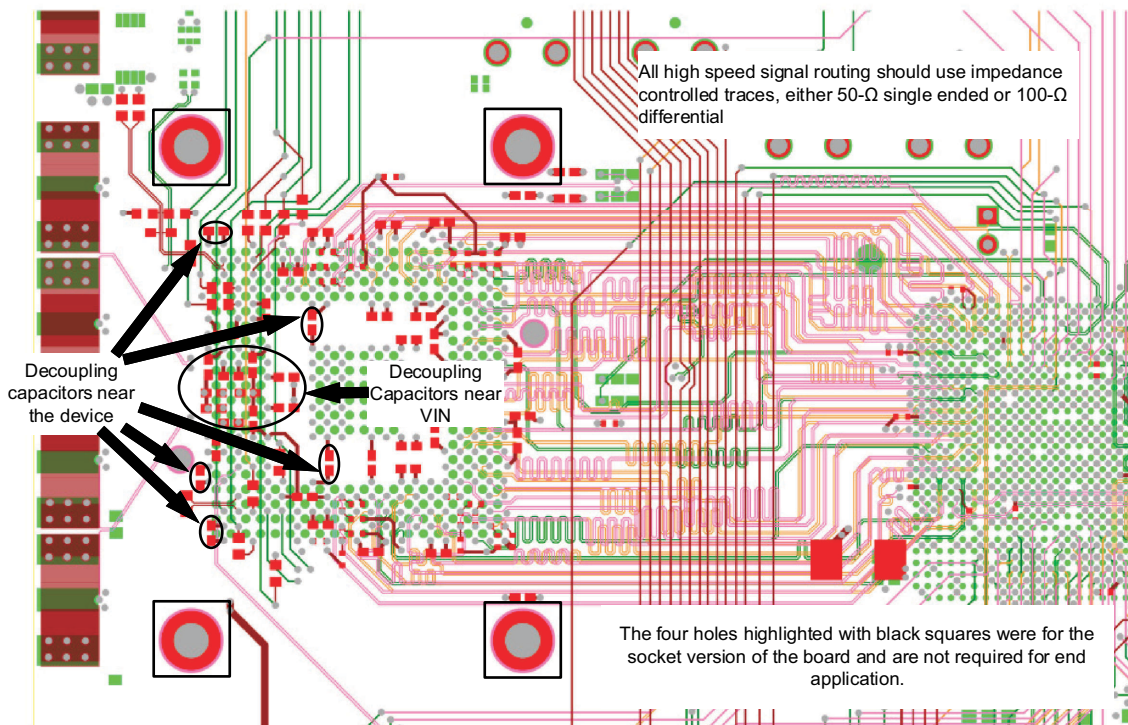 All high speed signal routing should use impedance
controlled traces, either 50-Ω single ended or 100-Ω
differential
Decoupling
capacitors near
the device
Decoupling
Capacitors near
VIN
The four holes highlighted with black squares were for the
socket version of the board and are not required for end
application.